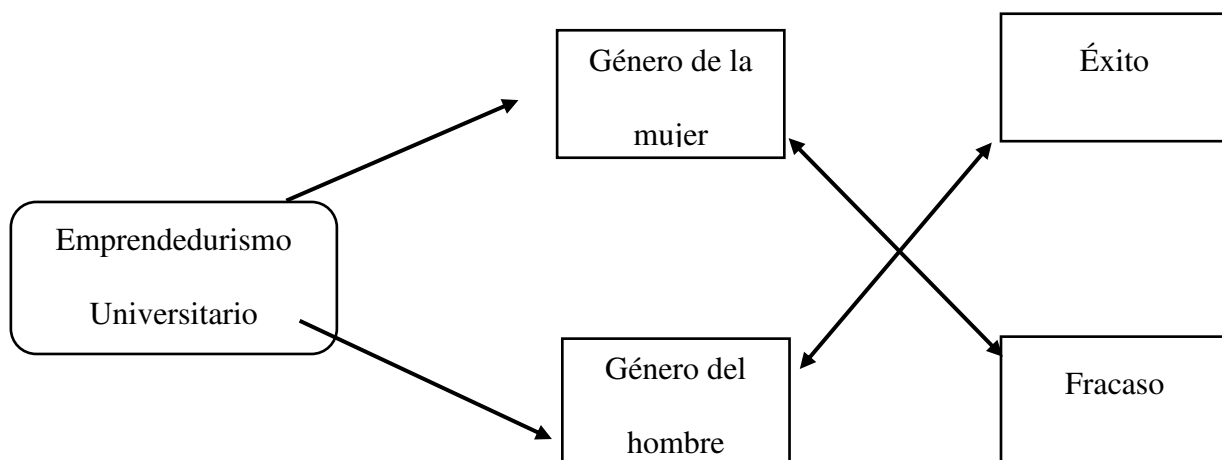 Género de la
mujer
Éxito
Emprendedurismo
Universitario
Género del
hombre
Fracaso